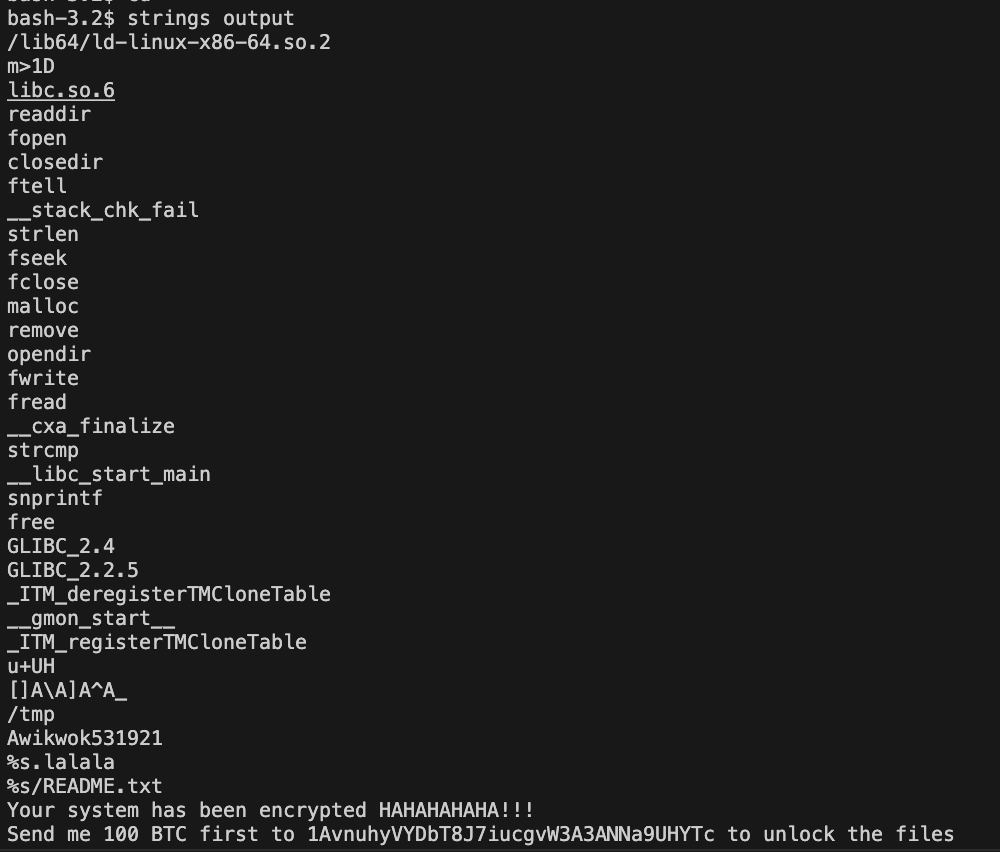 bash-3.2$ strings output
/lib64/ld-linux-x86-64.so.2
m>1D
libc.so.6
readdir
fopen
closedir
ftell
__stack_chk_fail
strlen
fseek
fclose
malloc
remove
opendir
fwrite
fread
__cxa_finalize
strcmp
__libc_start_main
snprintf
free
GLIBC_2.4
GLIBC_2.2.5
_ITM_deregisterTMCloneTable
__gmon_start__
_ITM_registerTMCloneTable
u+UH
[]A\A]A^A_
/tmp
Awikwok531921
%s.lalala
%s/README.txt
Your system has been encrypted HAHAHAHAHA!!!
Send me 100 BTC first to 1AvnuhyVYDbT8J7iucgvW3A3ANNa9UHYTc to unlock the files